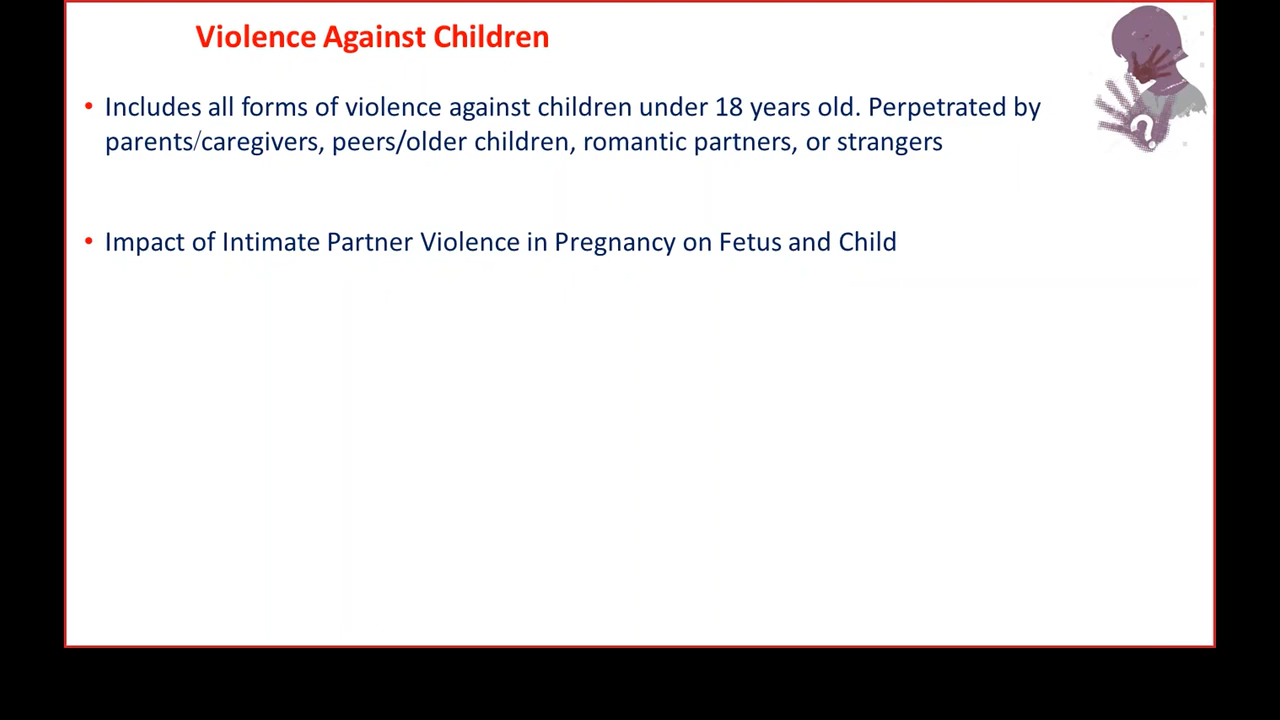 Violence Against Children
• Includes all forms of violence against children under 18 years old. Perpetrated by
parents/caregivers, peers/older children, romantic partners, or strangers
• Impact of Intimate Partner Violence in Pregnancy on Fetus and Child
?